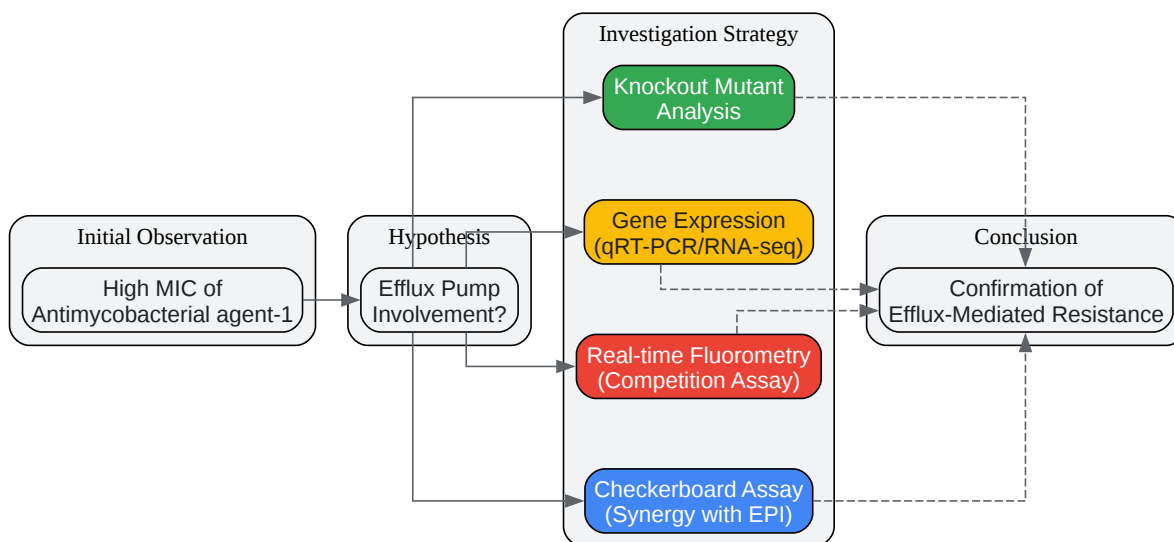 Initial Observation
High MIC of
Antimycobacterial agent-1
Hypothesis
Efflux Pump
Involvement?
Investigation Strategy
Knockout Mutant
Analysis
Gene Expression
(qRT-PCR/RNA-seq)
Real-time Fluorometry
(Competition Assay)
Checkerboard Assay
(Synergy with EPI)
Conclusion
Confirmation of
Efflux-Mediated Resistance